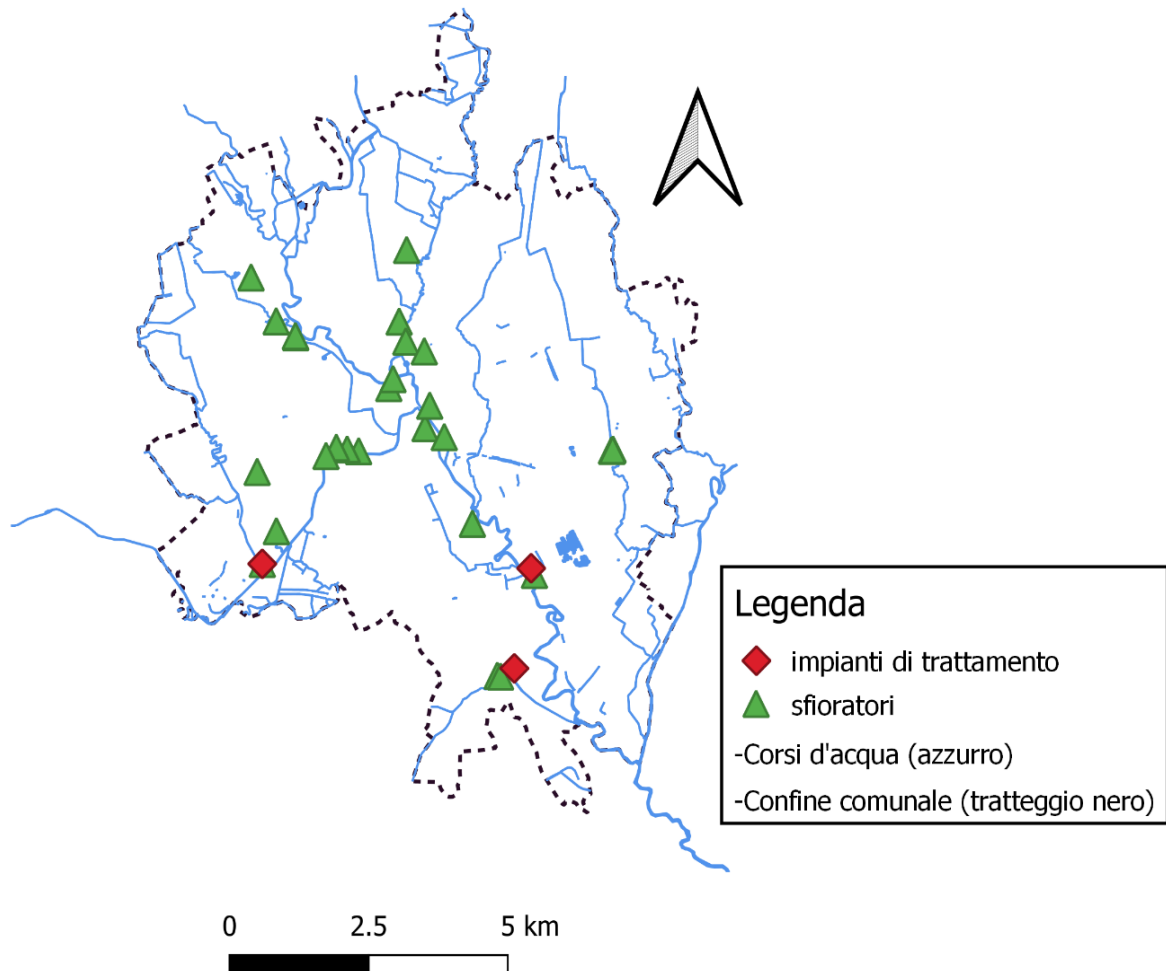 Legenda
impianti di trattamento
sfioratori
-Corsi d'acqua (azzurro)
-Confine comunale (tratteggio nero)
0 2.5 5 km